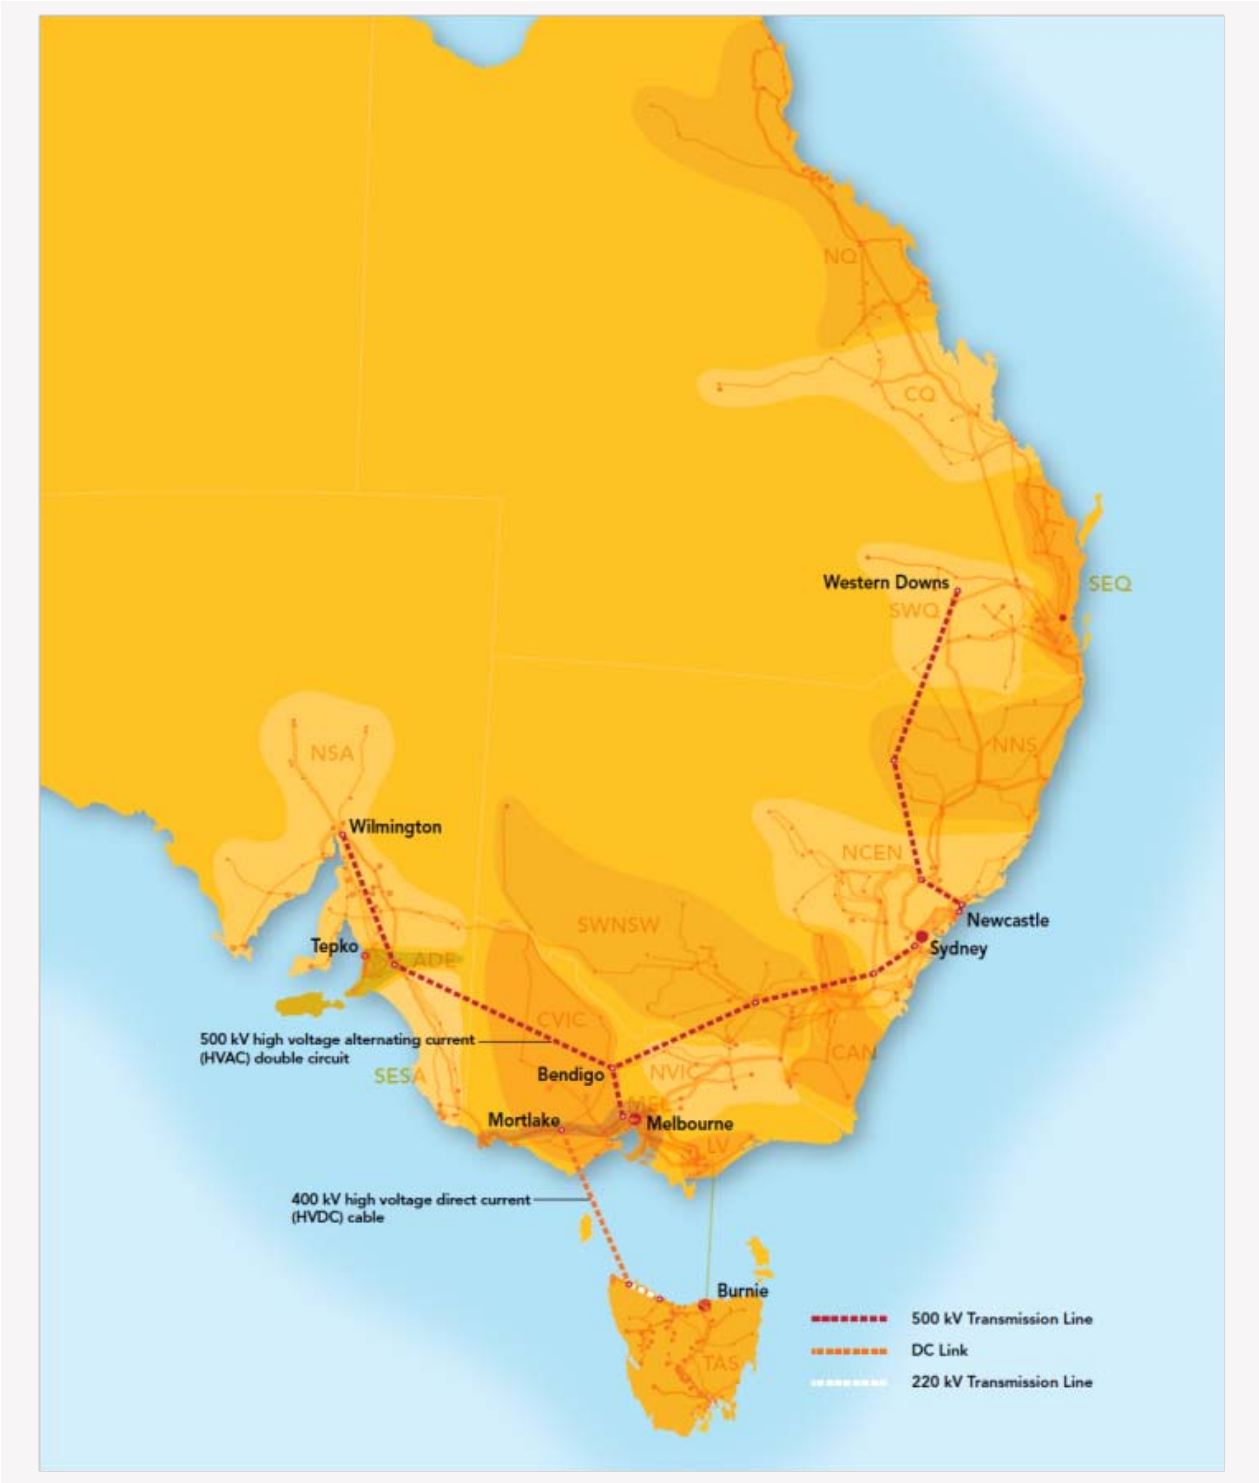 NQ
CQ
Western Downs
SEQ
SWQ
NNS
NSA
Wilmington
NCEN
Newcastle
SWNSW
Sydney
Tepko
ADE
CVIC
500 kV high voltage alternating current
(HVAC) double circuit
CAN
SESA
Bendigo
NVIC
MEL
Mortlake
Melbourne
LV
400 kV high voltage direct current
(HVDC) cable
Burnie
500 kV Transmission Line
DC Link
TAS
220 kV Transmission Line